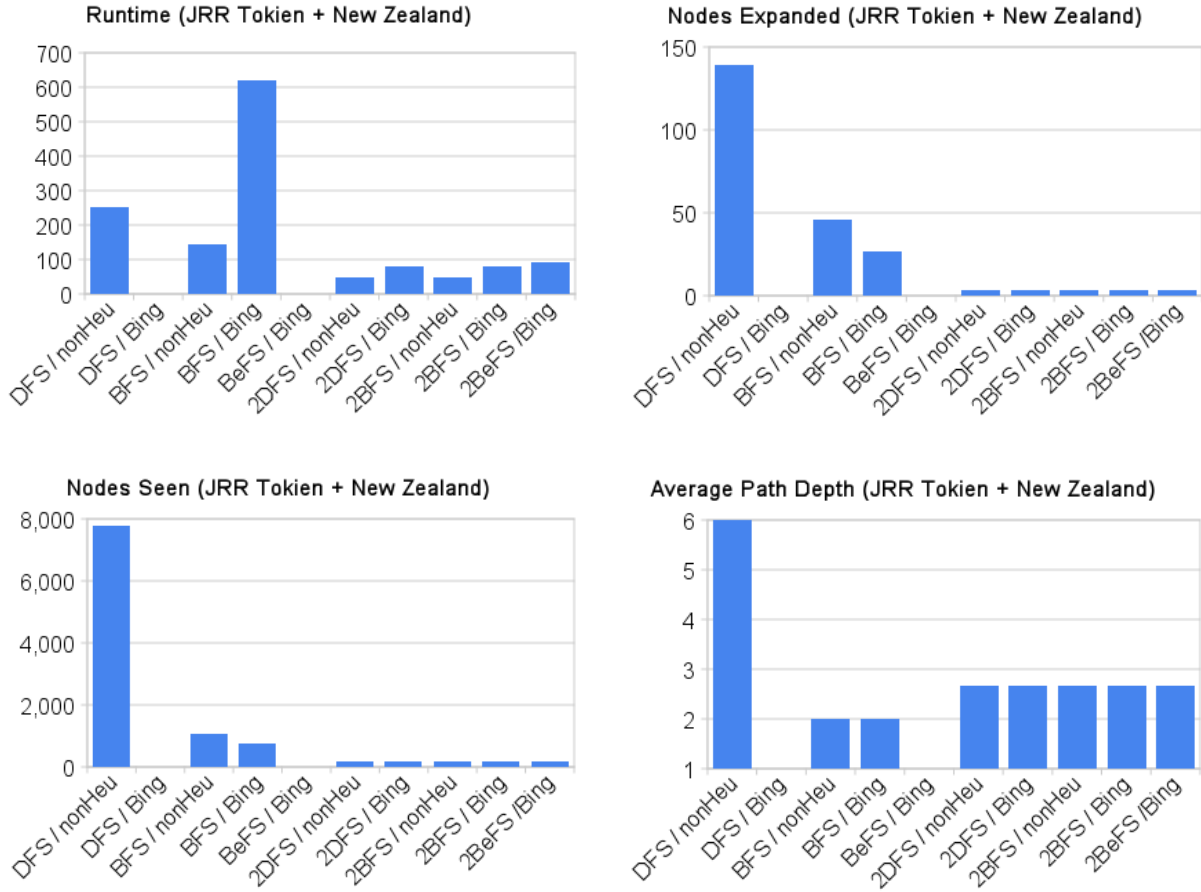 Runtime (JRR Tokien + New Zealand)
700
600
500
400
300
200
100
0
DFS / nonHeu
DFS / Bing
BFS / nonHeu
BFS / Bing
BeFS / Bing
2DFS / nonHeu
2DFS / Bing
2BFS / nonHeu
2BFS / Bing
2BeFS /Bing
Nodes Expanded (JRR Tokien + New Zealand)
150
100
50
0
DFS / nonHeu
DFS / Bing
BFS / nonHeu
BFS / Bing
BeFS / Bing
2DFS / nonHeu
2DFS / Bing
2BFS / nonHeu
2BFS / Bing
2BeFS /Bing
Nodes Seen (JRR Tokien + New Zealand)
8,000
6,000
4,000
2,000
0
DFS / nonHeu
DFS / Bing
BFS / nonHeu
BFS / Bing
BeFS / Bing
2DFS / nonHeu
2DFS / Bing
2BFS / nonHeu
2BFS / Bing
2BeFS /Bing
Average Path Depth (JRR Tokien + New Zealand)
6
5
4
3
2
1
DFS / nonHeu
DFS / Bing
BFS / nonHeu
BFS / Bing
BeFS / Bing
2DFS / nonHeu
2DFS / Bing
2BFS / nonHeu
2BFS / Bing
2BeFS /Bing